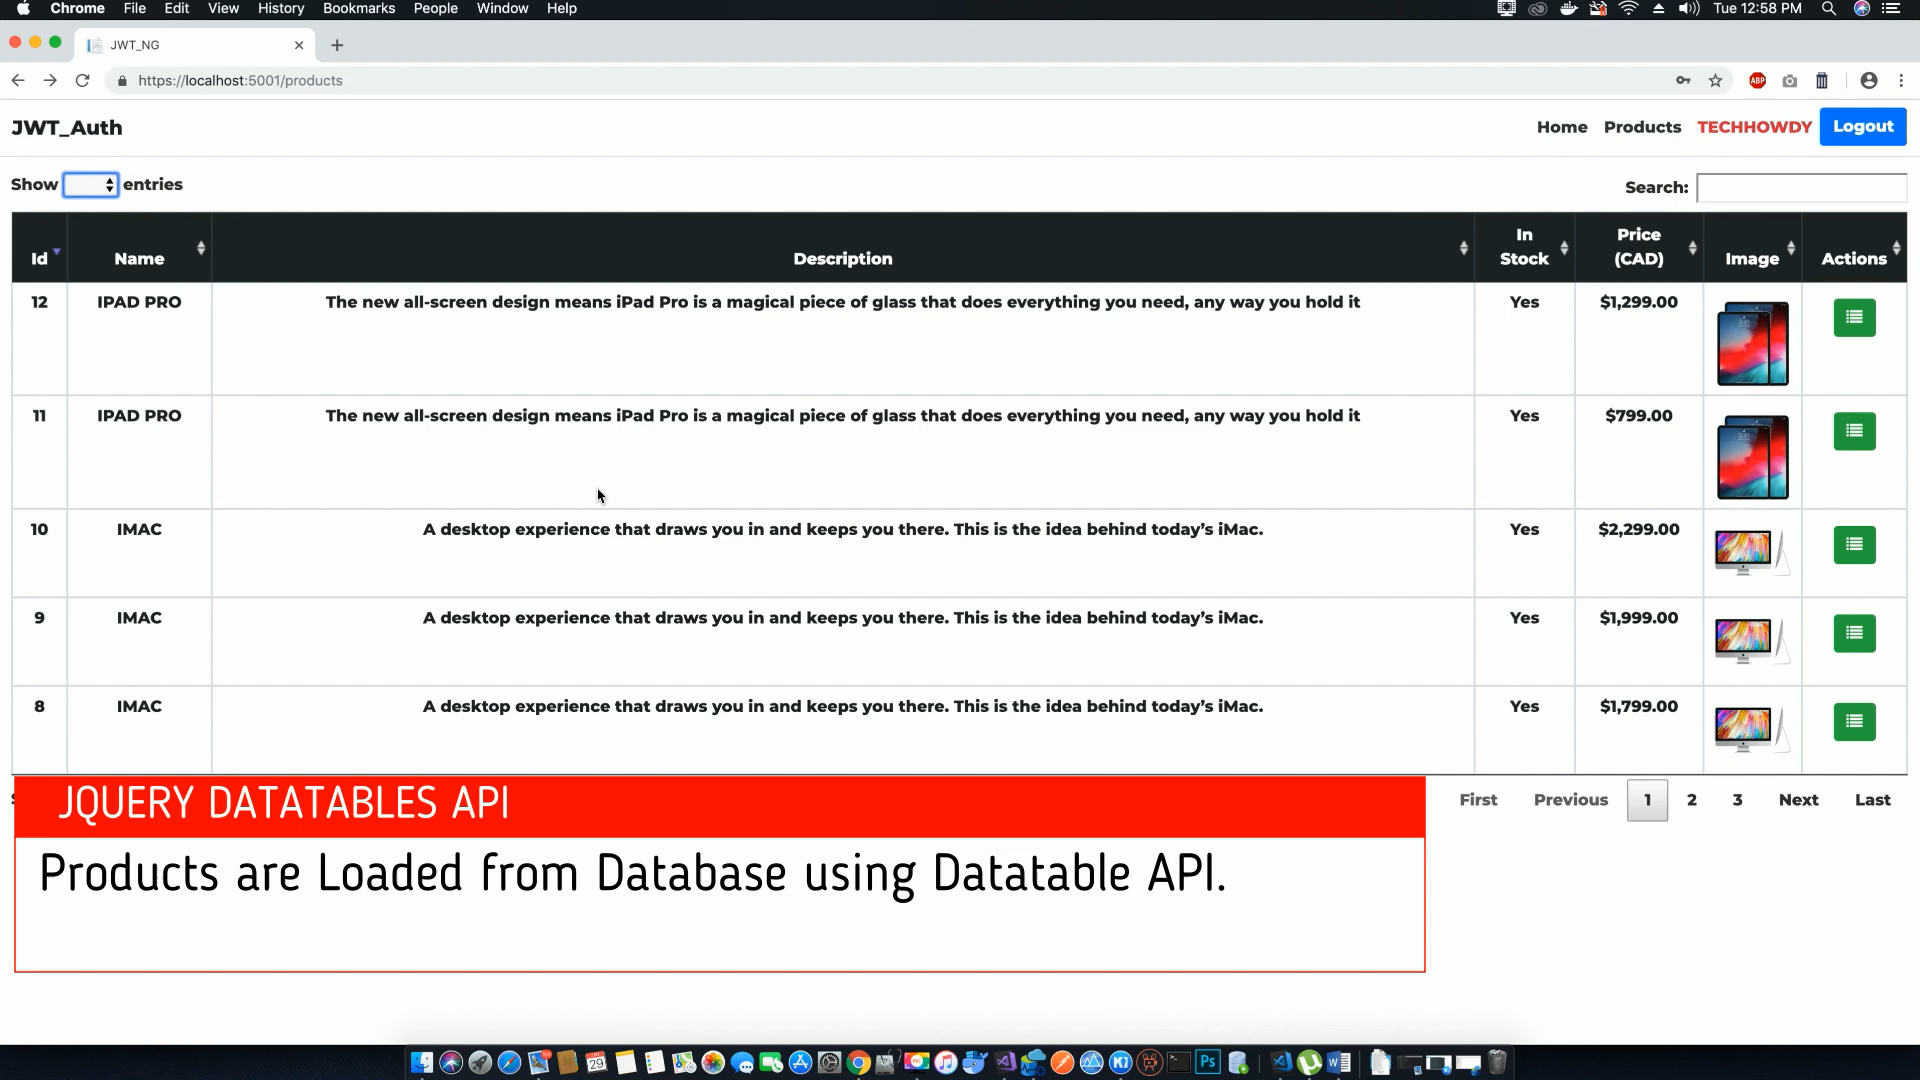 Chrome File Edit View History Bookmarks People Window Help Tue 12:58 PM
JWT_NG
https://localhost:5001/products ABP
JWT_Auth Home Products TECHHOWDY Logout
Show entries Search:
Id Name Description In Stock Price (CAD) Image Actions
12 IPAD PRO The new all-screen design means iPad Pro is a magical piece of glass that does everything you need, any way you hold it Yes $1,299.00
11 IPAD PRO The new all-screen design means iPad Pro is a magical piece of glass that does everything you need, any way you hold it Yes $799.00
10 IMAC A desktop experience that draws you in and keeps you there. This is the idea behind today’s iMac. Yes $2,299.00
9 IMAC A desktop experience that draws you in and keeps you there. This is the idea behind today’s iMac. Yes $1,999.00
8 IMAC A desktop experience that draws you in and keeps you there. This is the idea behind today’s iMac. Yes $1,799.00
First Previous 1 2 3 Next Last
JQUERY DATATABLES API
Products are Loaded from Database using Datatable API.
29
Ps